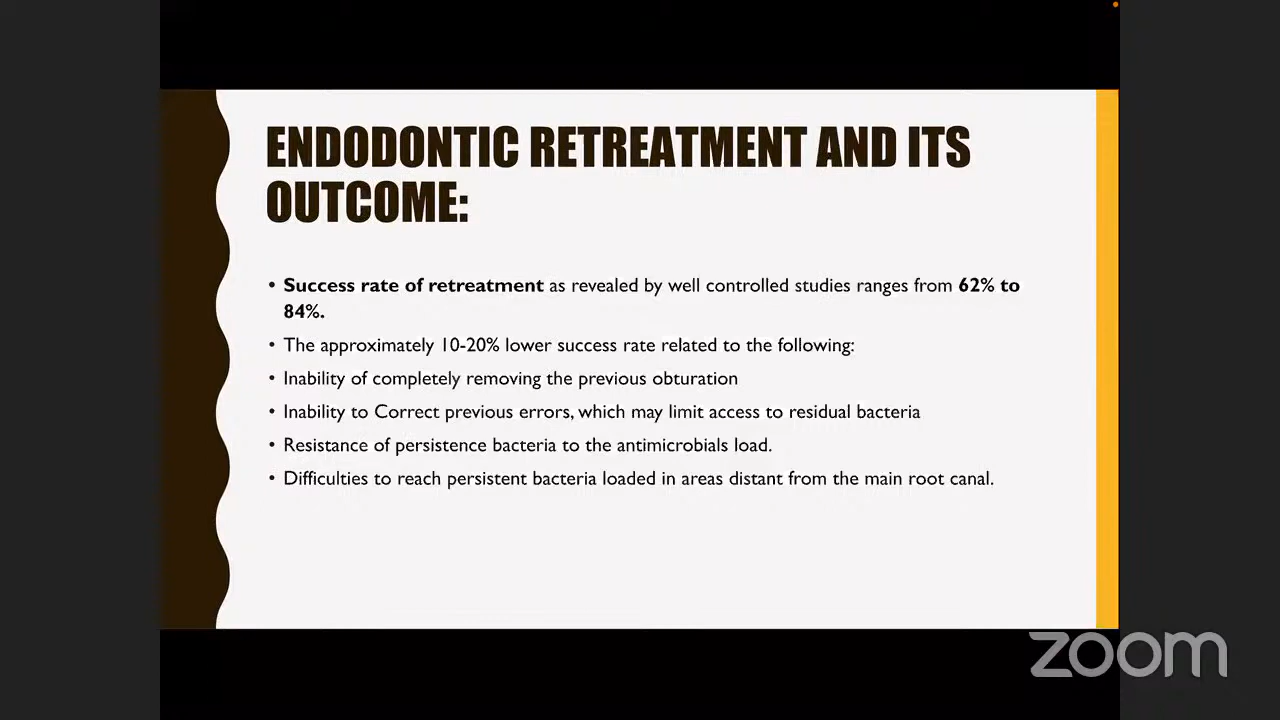 ENDODONTIC RETREATMENT AND ITS
OUTCOME:
• Success rate of retreatment as revealed by well controlled studies ranges from 62% to
84%.
• The approximately 10-20% lower success rate related to the following:
• Inability of completely removing the previous obturation
• Inability to Correct previous errors, which may limit access to residual bacteria
• Resistance of persistence bacteria to the antimicrobials load.
• Difficulties to reach persistent bacteria loaded in areas distant from the main root canal.
zoom